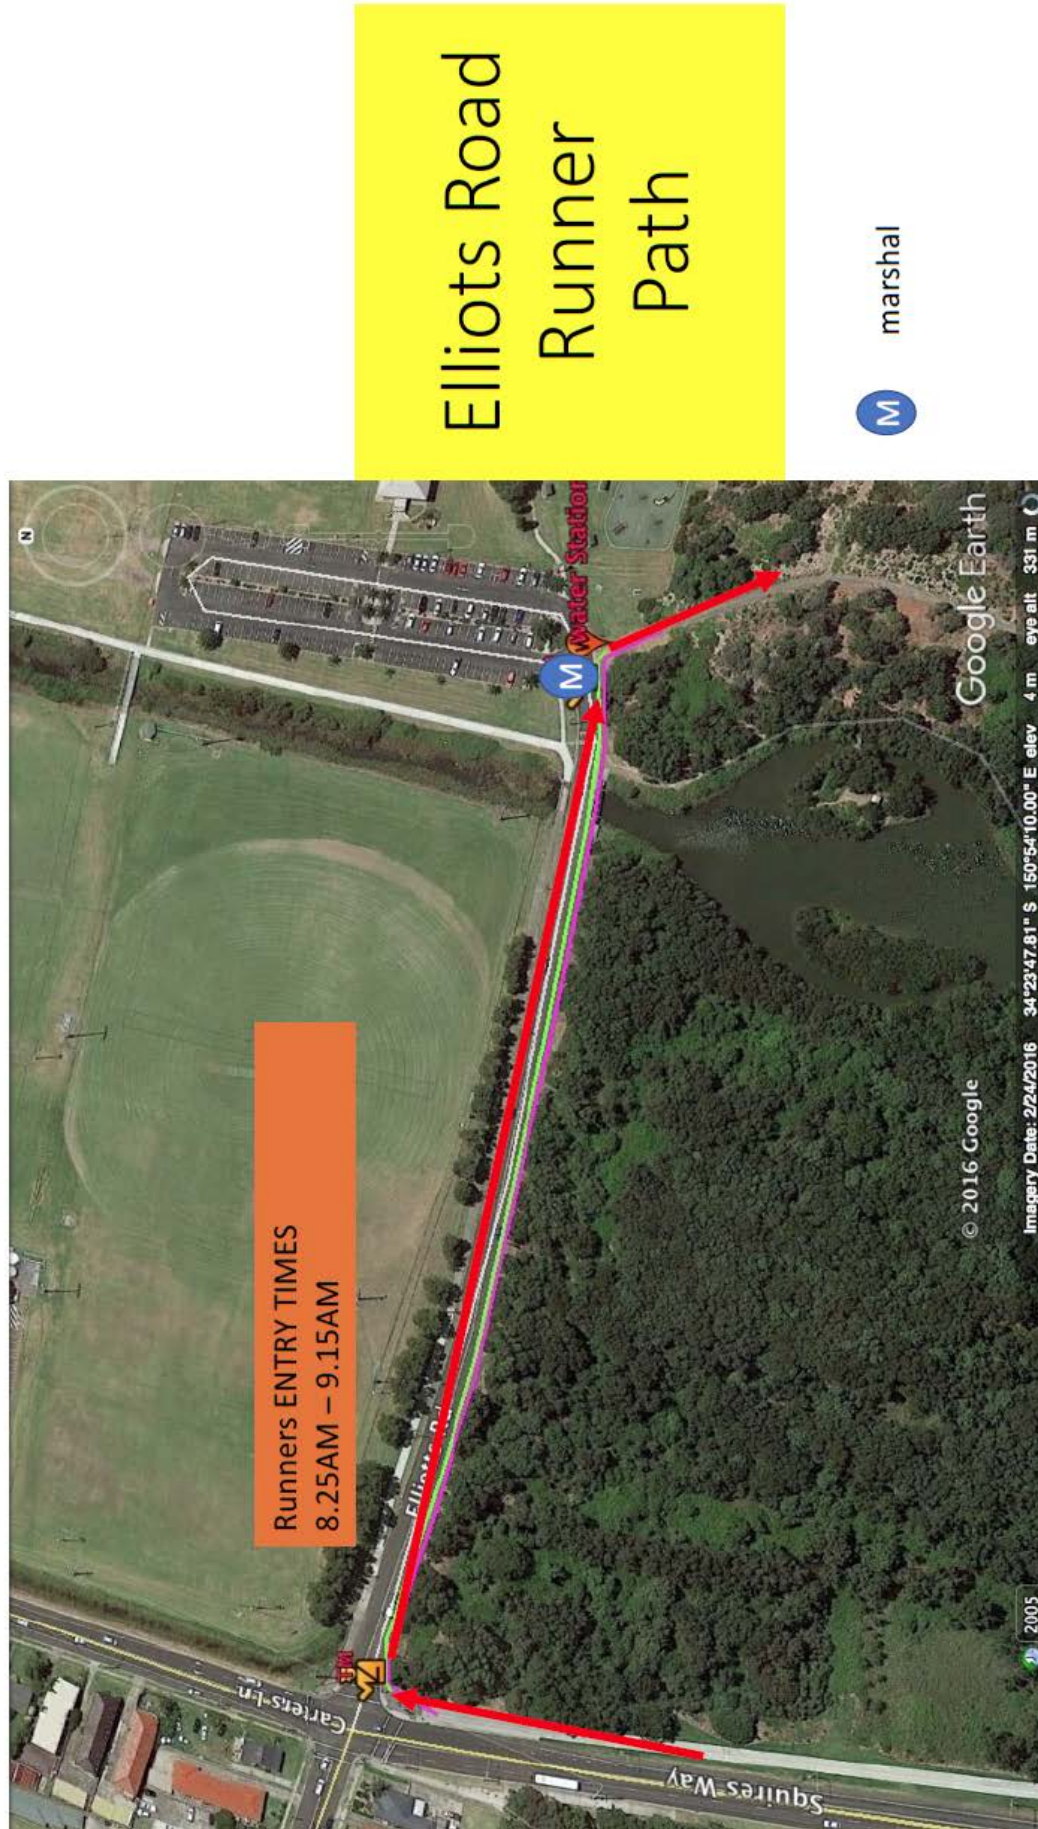 Elliots Road
Runner
Path
M
marshal
Runners ENTRY TIMES
8.25AM – 9.15AM
N
Water Station
M
Elliotts Rd
Carters Ln
Squires Way
© 2016 Google
Google Earth
2005
Imagery Date: 2/24/2016 34°23'47.81" S 150°54'10.00" E elev 4 m eye alt 331 m